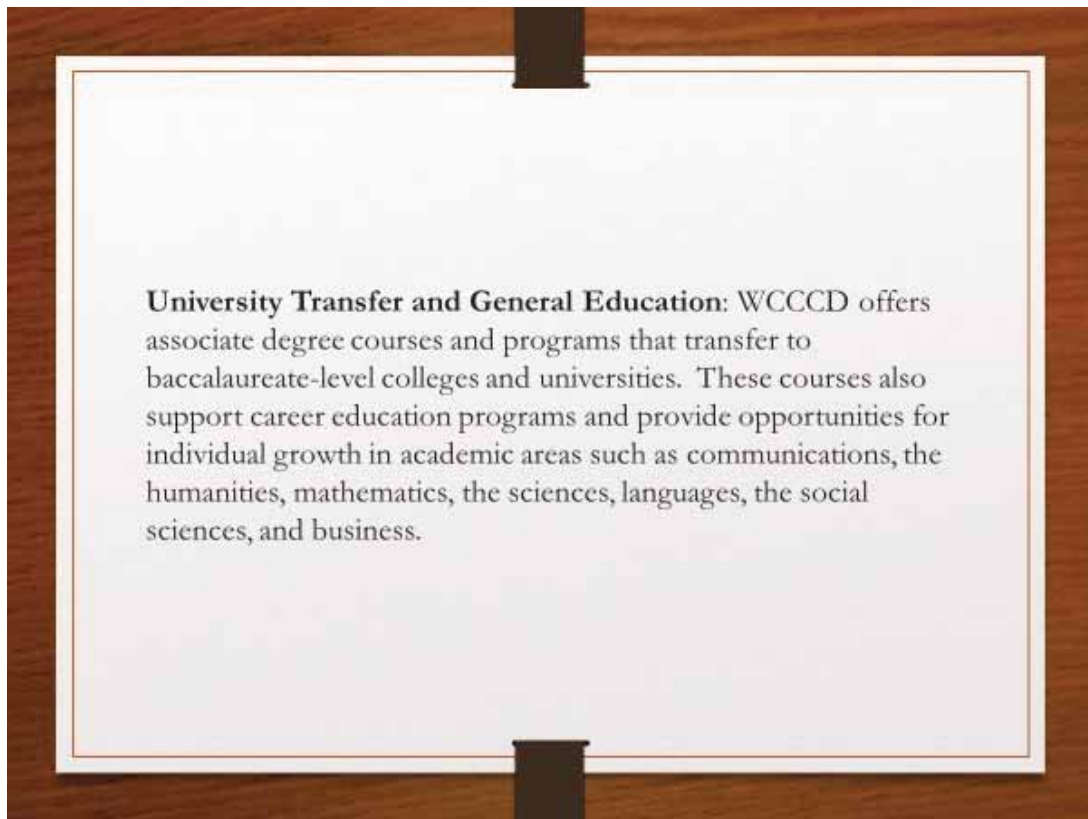 University Transfer and General Education: WCCCD offers
associate degree courses and programs that transfer to
baccalaureate-level colleges and universities.  These courses also
support career education programs and provide opportunities for
individual growth in academic areas such as communications, the
humanities, mathematics, the sciences, languages, the social
sciences, and business.